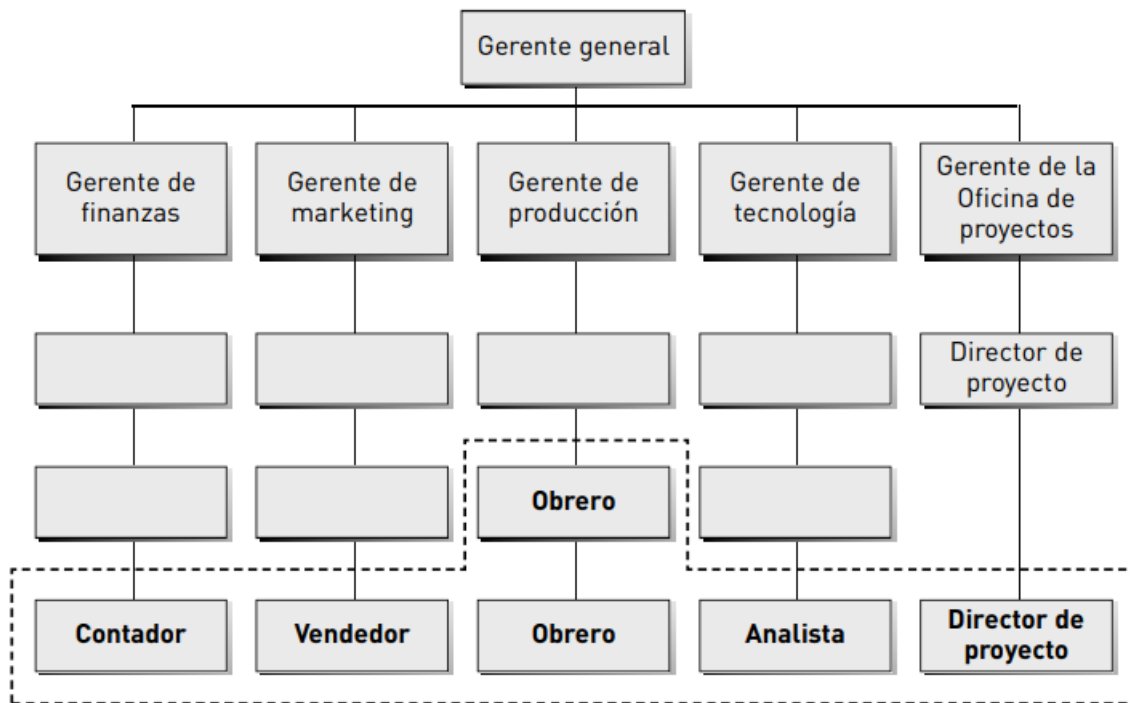 Gerente general
Gerente de
finanzas
Gerente de
marketing
Gerente de
producción
Gerente de
tecnología
Gerente de la
Oficina de
proyectos
Director de
proyecto
Obrero
Contador
Vendedor
Obrero
Analista
Director de
proyecto